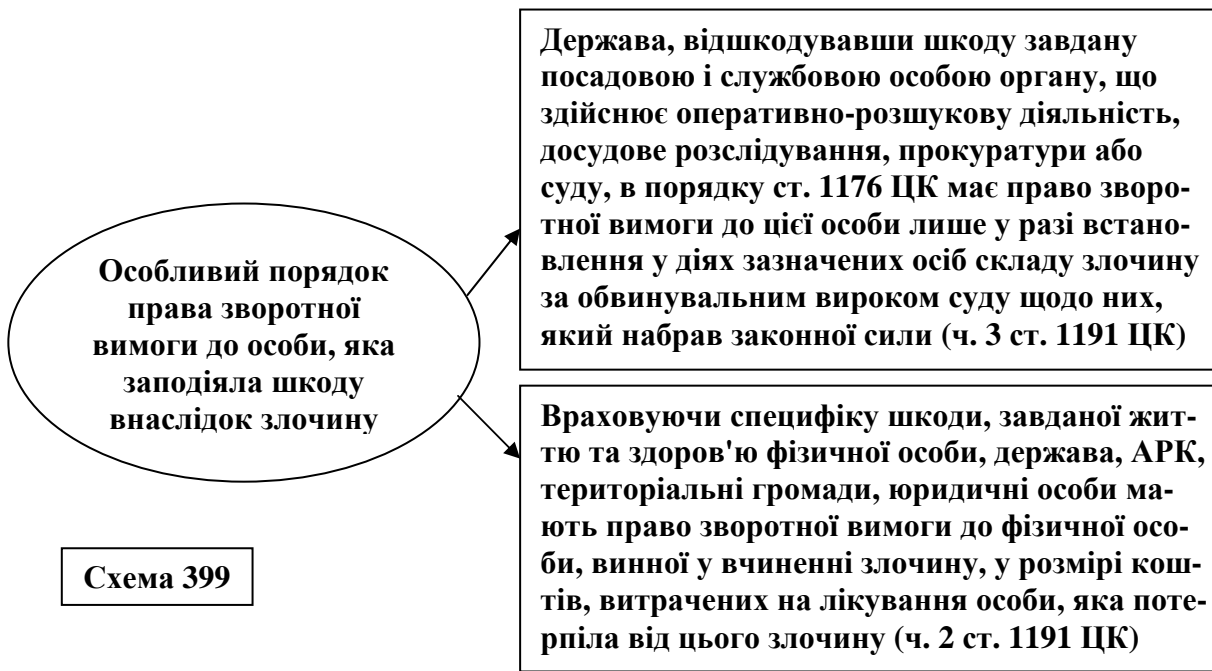 Особливий порядок
права зворотної
вимоги до особи, яка
заподіяла шкоду
внаслідок злочину
Держава, відшкодувавши шкоду завдану
посадовою і службовою особою органу, що
здійснює оперативно-розшукову діяльність,
досудове розслідування, прокуратури або
суду, в порядку ст. 1176 ЦК має право зворо-
тної вимоги до цієї особи лише у разі встано-
влення у діях зазначених осіб складу злочину
за обвинувальним вироком суду щодо них,
який набрав законної сили (ч. 3 ст. 1191 ЦК)
Враховуючи специфіку шкоди, завданої жит-
тю та здоров'ю фізичної особи, держава, АРК,
територіальні громади, юридичні особи ма-
ють право зворотної вимоги до фізичної осо-
би, винної у вчиненні злочину, у розмірі кош-
тів, витрачених на лікування особи, яка поте-
рпіла від цього злочину (ч. 2 ст. 1191 ЦК)
Схема 399